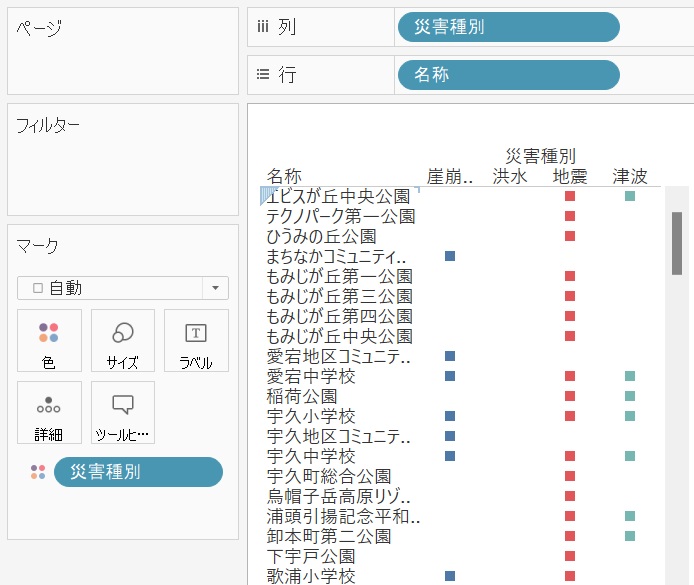 ページ
列
災害種別
行
名称
フィルター
マーク
自動
色
サイズ
ラベル
詳細
ツールヒ…
災害種別
災害種別
名称
崖崩..
洪水
地震
津波
エビスが丘中央公園
テクノパーク第一公園
ひうみの丘公園
まちなかコミュニティ..
もみじが丘第一公園
もみじが丘第三公園
もみじが丘第四公園
もみじが丘中央公園
愛宕地区コミュニテ..
愛宕中学校
稲荷公園
宇久小学校
宇久地区コミュニテ..
宇久中学校
宇久町総合公園
烏帽子岳高原リゾ..
浦頭引揚記念平和..
卸本町第二公園
下宇戸公園
歌浦小学校